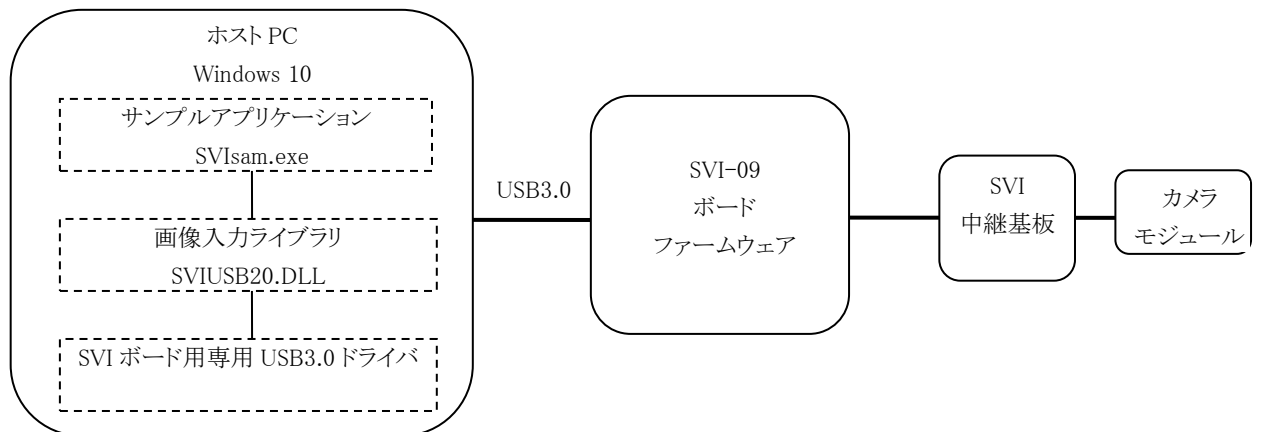 ホスト PC
Windows 10
サンプルアプリケーション
SVIsam.exe
画像入力ライブラリ
SVIUSB20.DLL
SVI ボード用専用 USB3.0 ドライバ
USB3.0
SVI-09
ボード
ファームウェア
SVI
中継基板
カメラ
モジュール